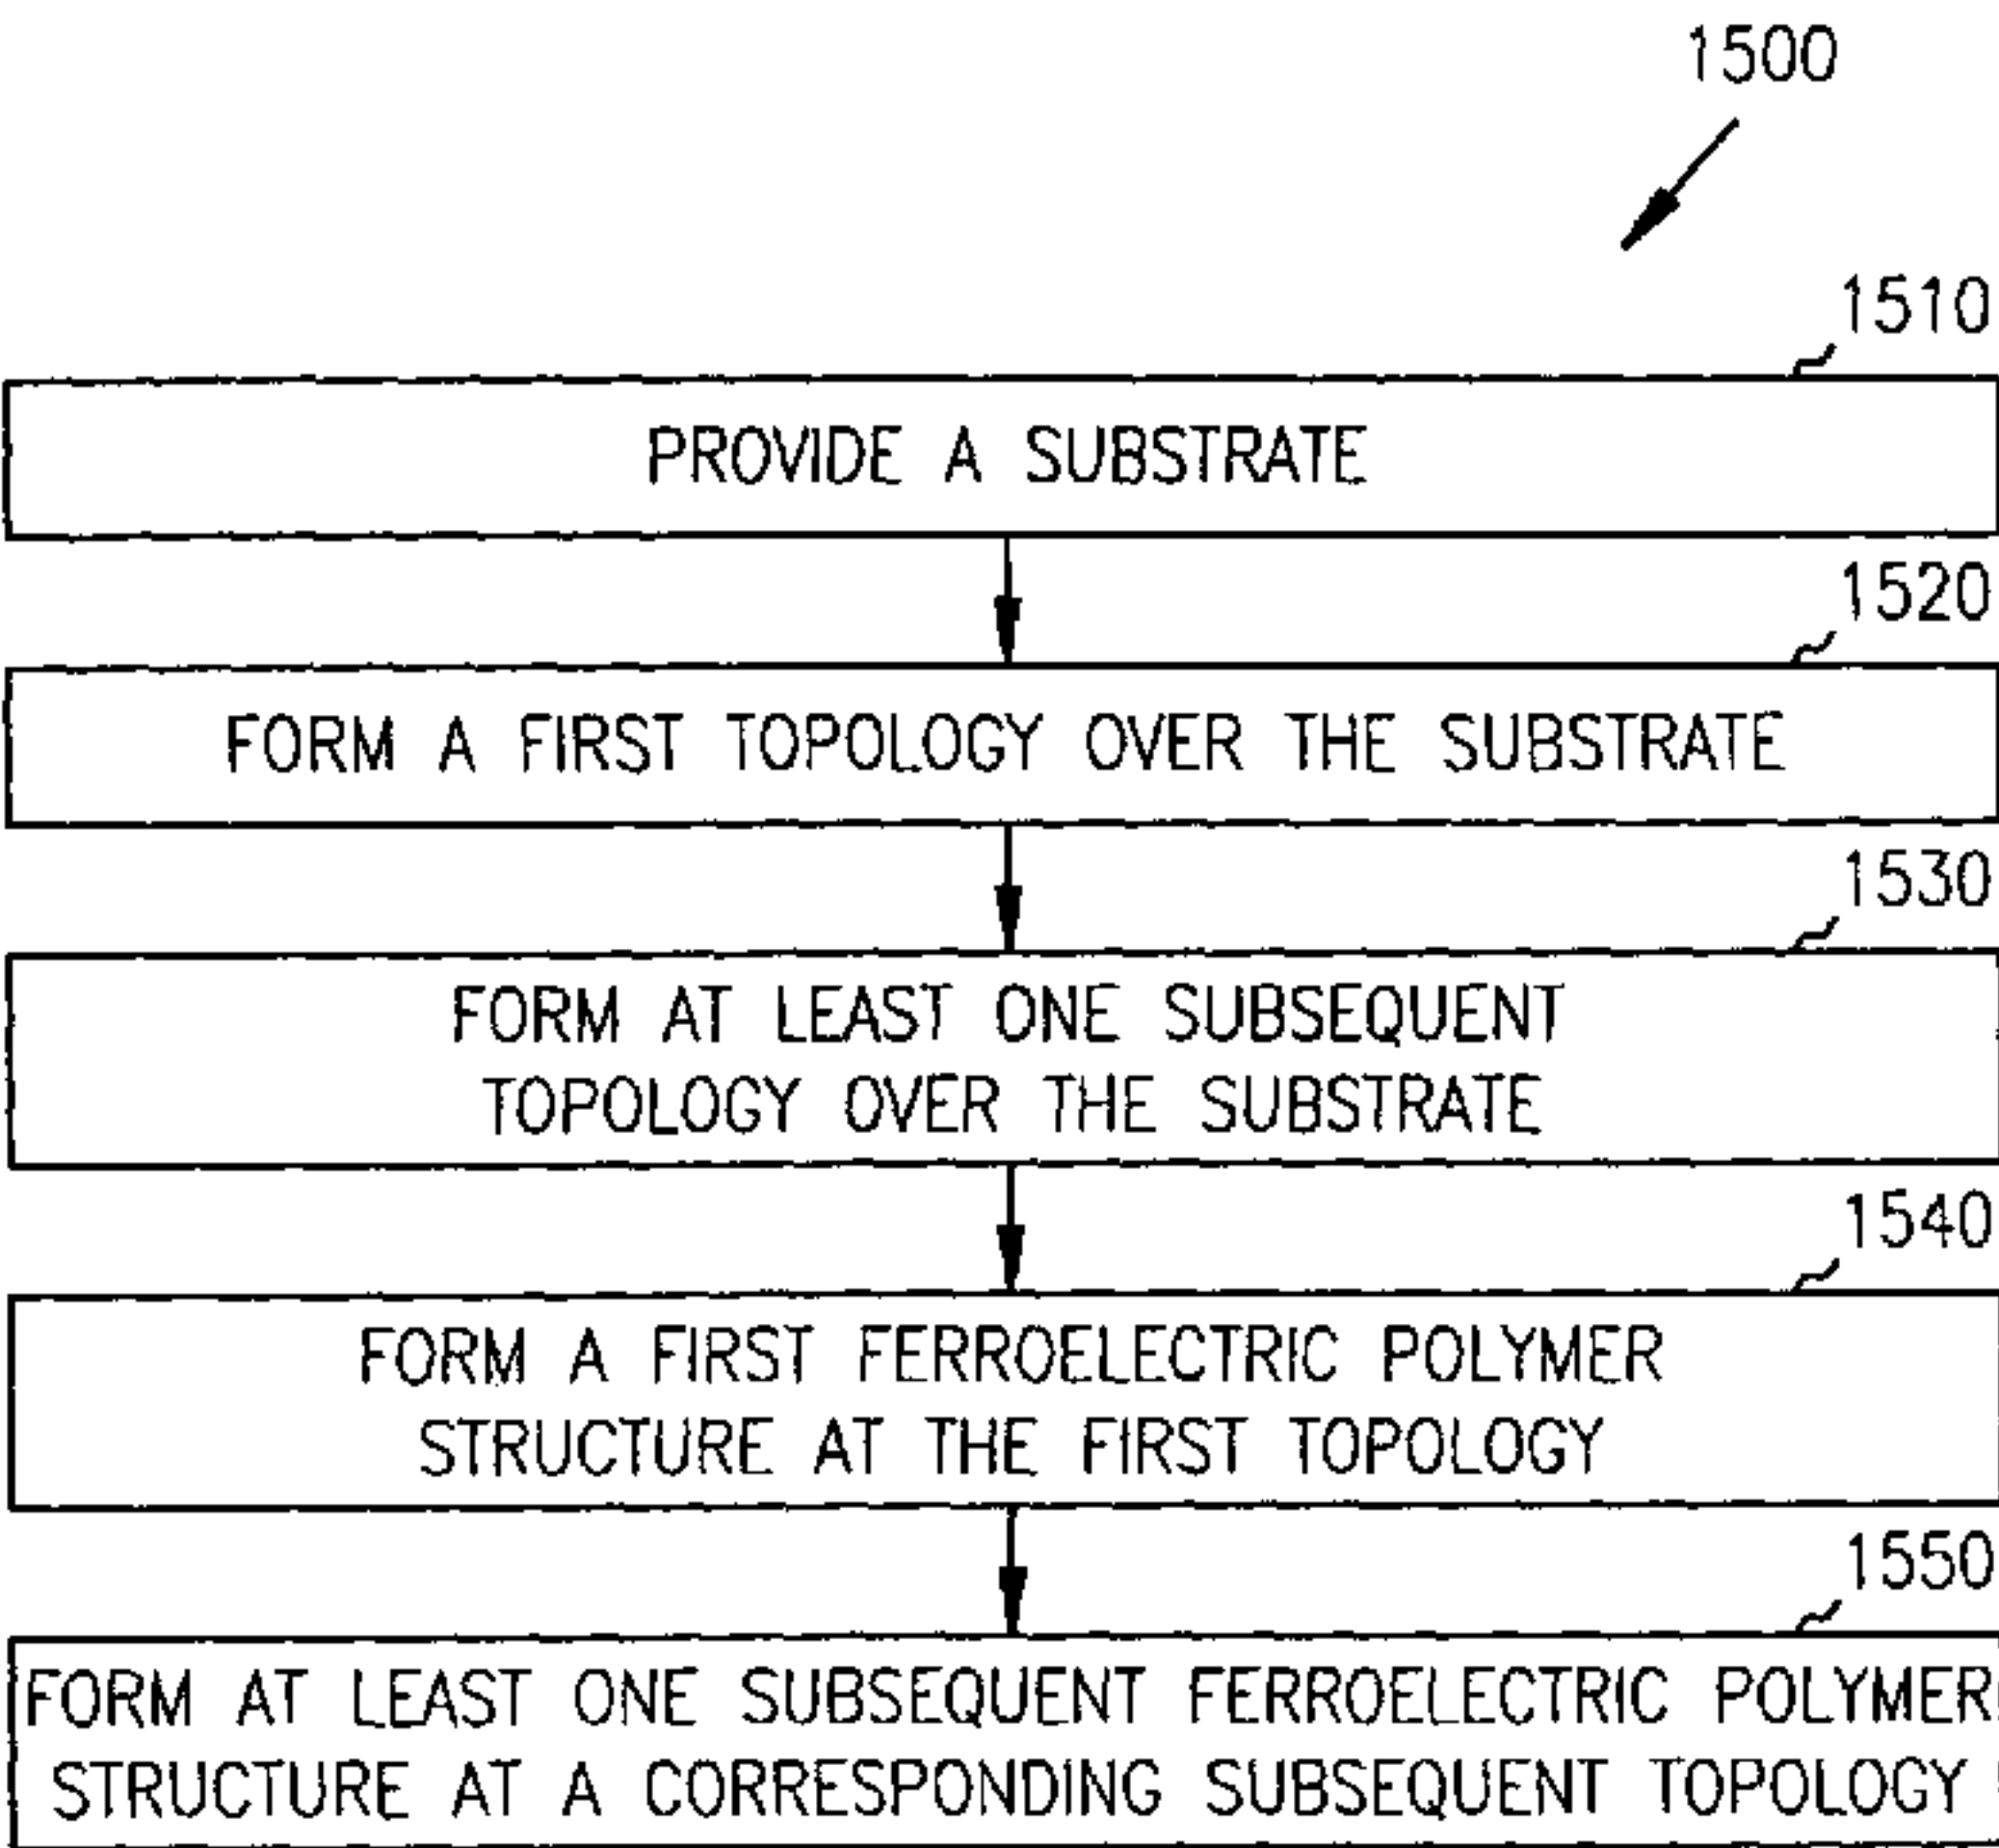 1500
1510
PROVIDE A SUBSTRATE
1520
FORM A FIRST TOPOLOGY OVER THE SUBSTRATE
1530
FORM AT LEAST ONE SUBSEQUENT
TOPOLOGY OVER THE SUBSTRATE
1540
FORM A FIRST FERROELECTRIC POLYMER
STRUCTURE AT THE FIRST TOPOLOGY
1550
FORM AT LEAST ONE SUBSEQUENT FERROELECTRIC POLYMER
STRUCTURE AT A CORRESPONDING SUBSEQUENT TOPOLOGY